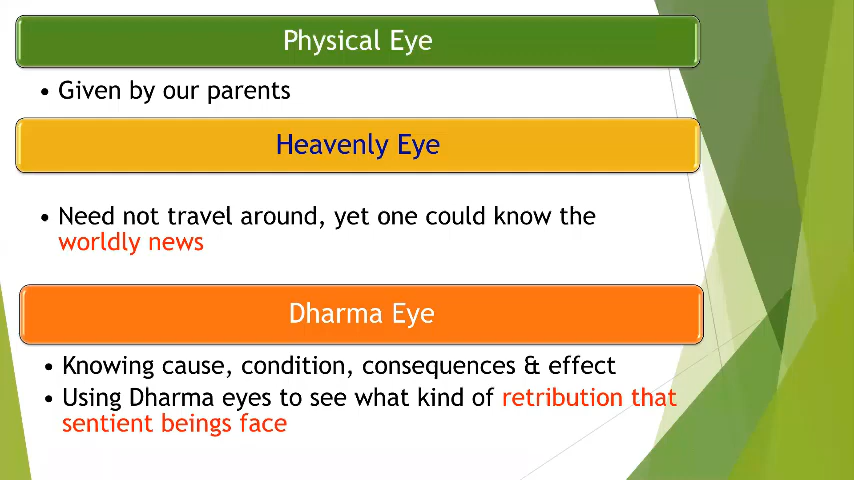 Physical Eye
• Given by our parents
Heavenly Eye
• Need not travel around, yet one could know the
worldly news
Dharma Eye
• Knowing cause, condition, consequences & effect
• Using Dharma eyes to see what kind of retribution that
sentient beings face